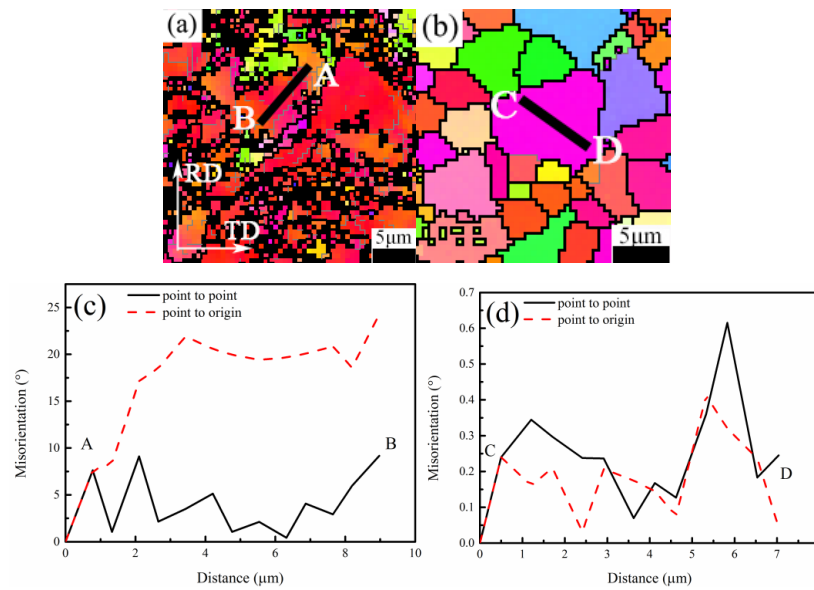 (a)
A
B
RD
TD
5μm
(b)
C
D
5μm
(c)
point to point
point to origin
Misorientation (°)
25
20
15
10
5
0
A
B
0 2 4 6 8 10
Distance (μm)
(d)
point to point
point to origin
Misorientation (°)
0.7
0.6
0.5
0.4
0.3
0.2
0.1
0.0
C
D
0 1 2 3 4 5 6 7
Distance (μm)